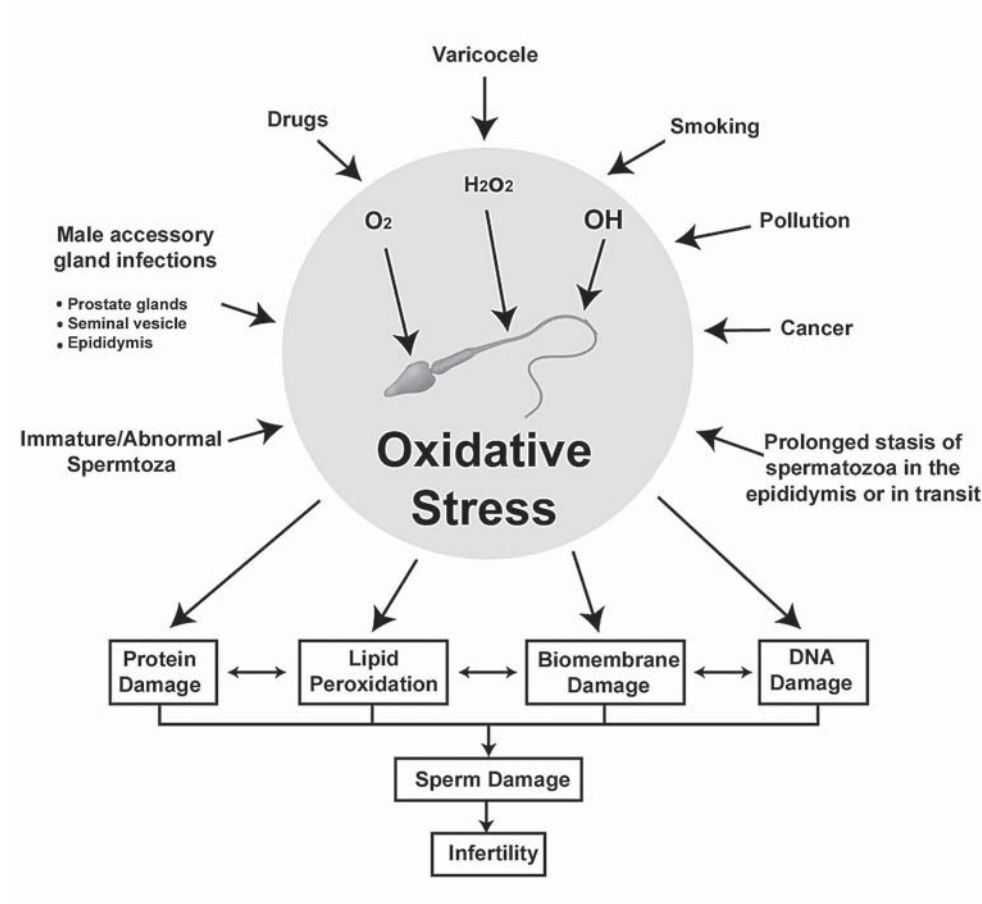 Varicocele
Drugs
Smoking
H2O2
O2
OH
Pollution
Male accessory
gland infections
• Prostate glands
• Seminal vesicle
• Epididymis
Cancer
Immature/Abnormal
Spermtoza
Oxidative
Stress
Prolonged stasis of
spermatozoa in the
epididymis or in transit
Protein
Damage
Lipid
Peroxidation
Biomembrane
Damage
DNA
Damage
Sperm Damage
Infertility